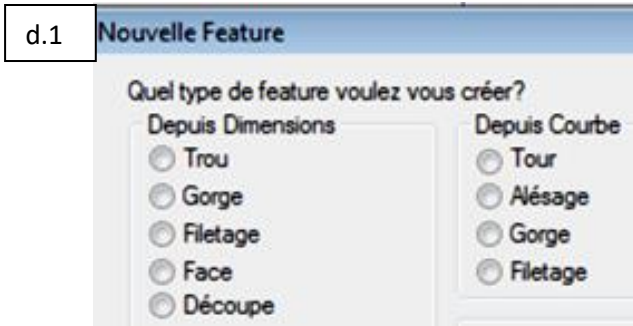 d.1
Nouvelle Feature
Quel type de feature voulez vous créer?
Depuis Dimensions
Trou
Gorge
Filetage
Face
Découpe
Depuis Courbe
Tour
Alésage
Gorge
Filetage